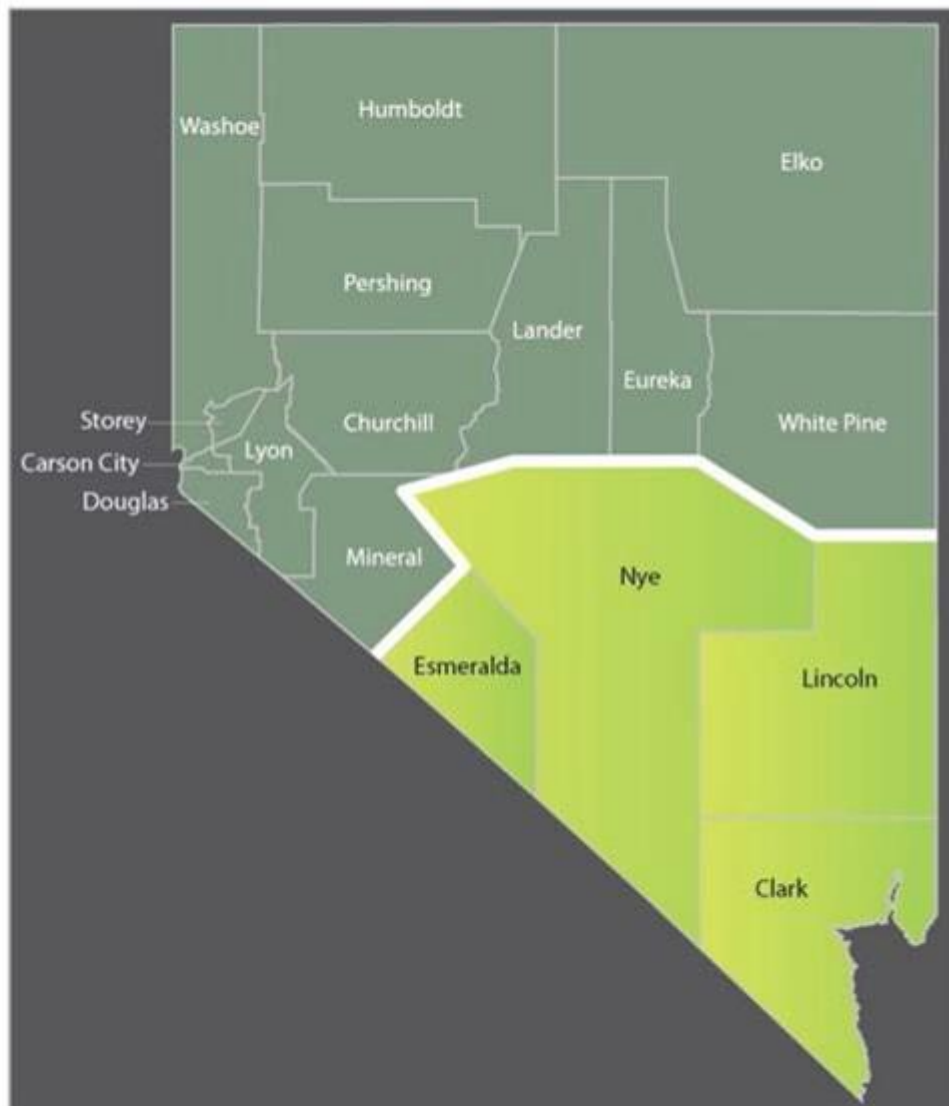 Humboldt
Washoe
Elko
Pershing
Lander
Eureka
Storey
Churchill
White Pine
Lyon
Carson City
Douglas
Mineral
Nye
Esmeralda
Lincoln
Clark